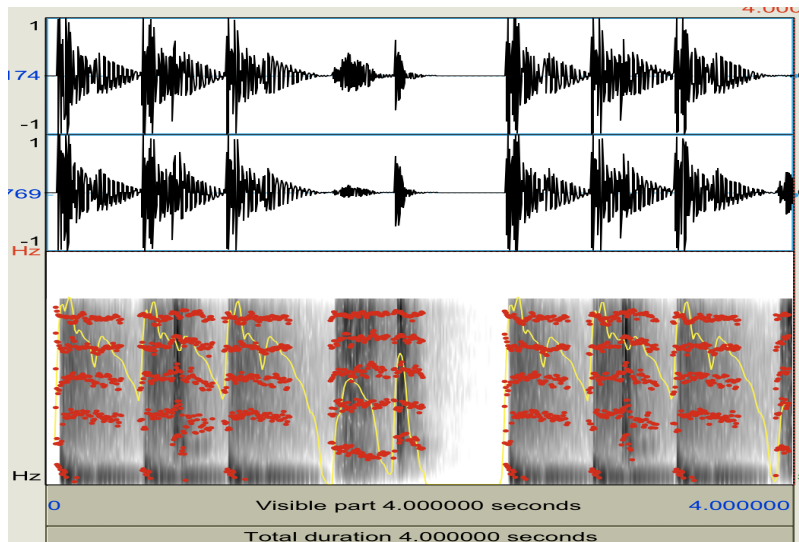 4.000
1
174
-1
1
769
-1
Hz
Hz
0 Visible part 4.000000 seconds 4.000000
Total duration 4.000000 seconds